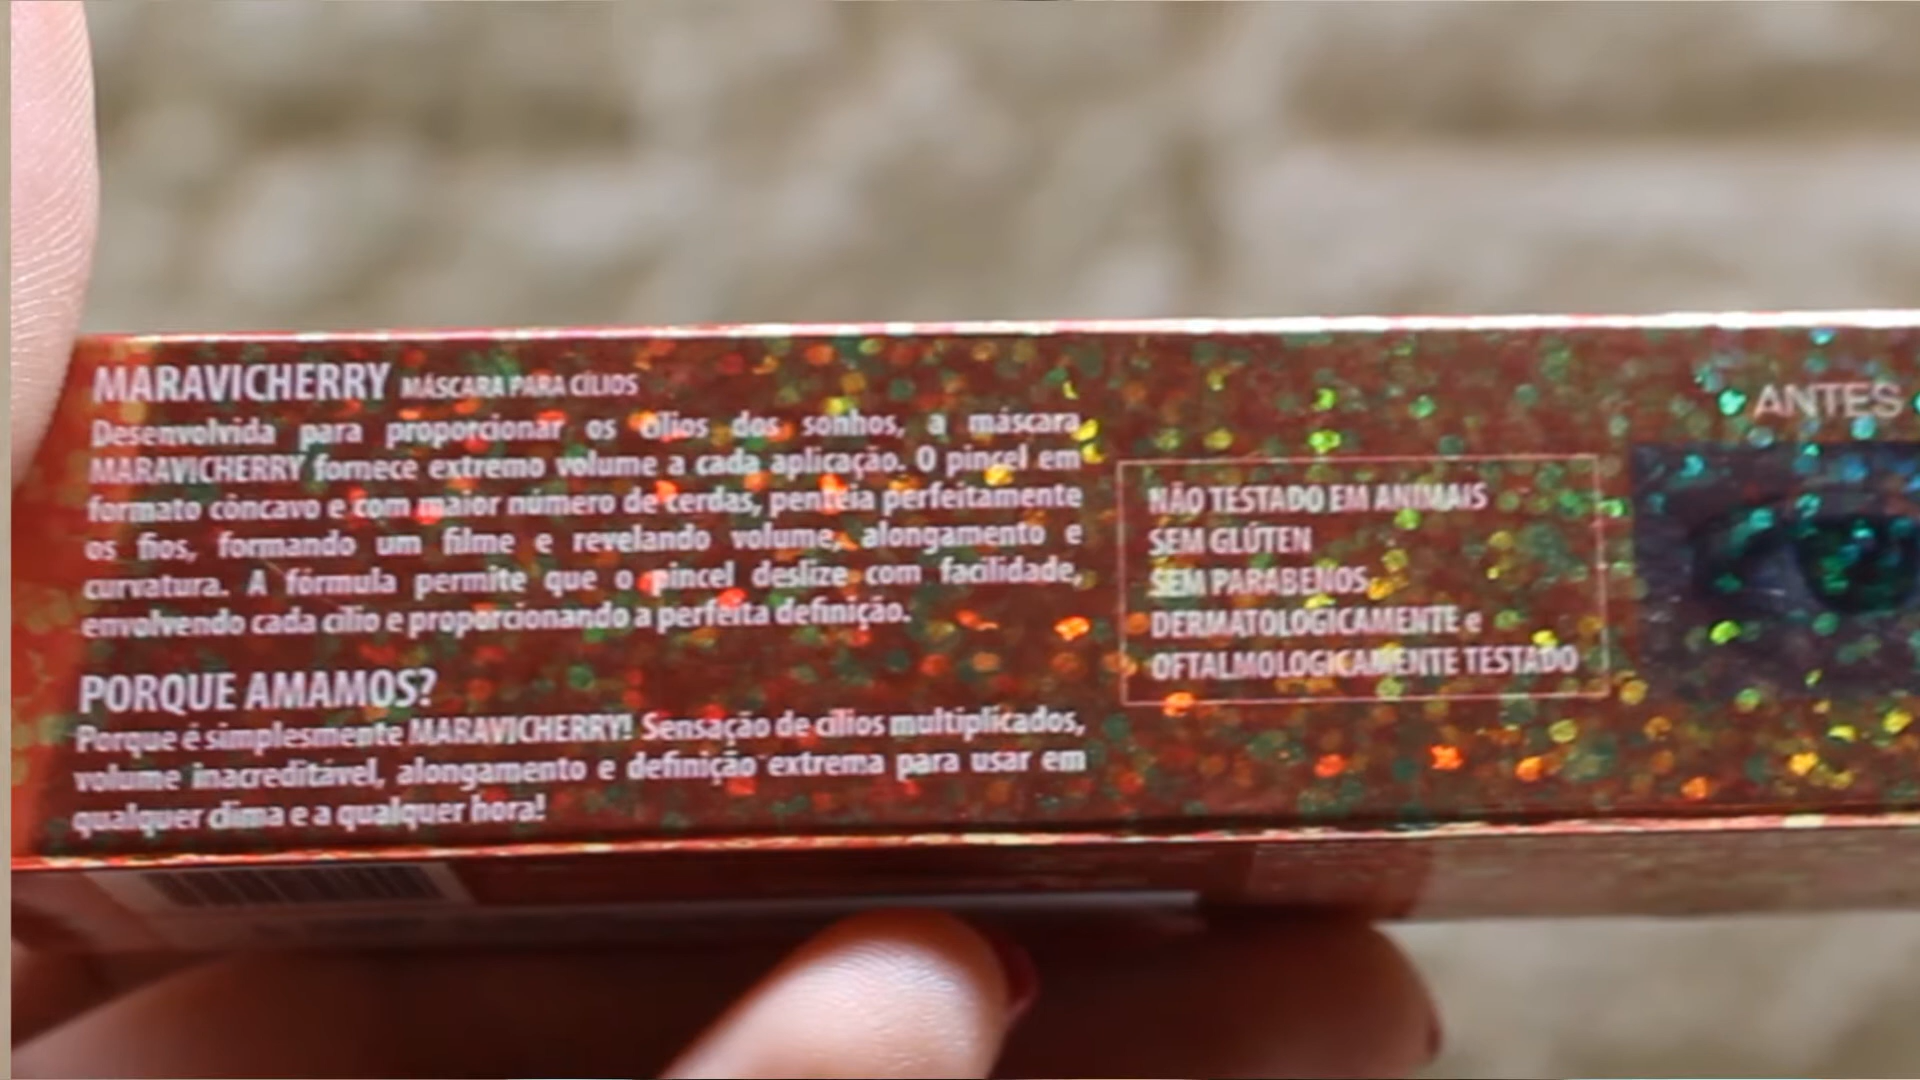 MARAVICHERRY MÁSCARA PARA CÍLIOS
Desenvolvida para proporcionar os cílios dos sonhos, a máscara
MARAVICHERRY fornece extremo volume a cada aplicação. O pincel em
formato côncavo e com maior número de cerdas, penteia perfeitamente
os fios, formando um filme e revelando volume, alongamento e
curvatura. A fórmula permite que o pincel deslize com facilidade,
envolvendo cada cílio e proporcionando a perfeita definição.
PORQUE AMAMOS?
Porque é simplesmente MARAVICHERRY! Sensação de cílios multiplicados,
volume inacreditável, alongamento e definição extrema para usar em
qualquer clima e a qualquer hora!
NÃO TESTADO EM ANIMAIS
SEM GLÚTEN
SEM PARABENOS
DERMATOLOGICAMENTE e
OFTALMOLOGICAMENTE TESTADO
ANTES